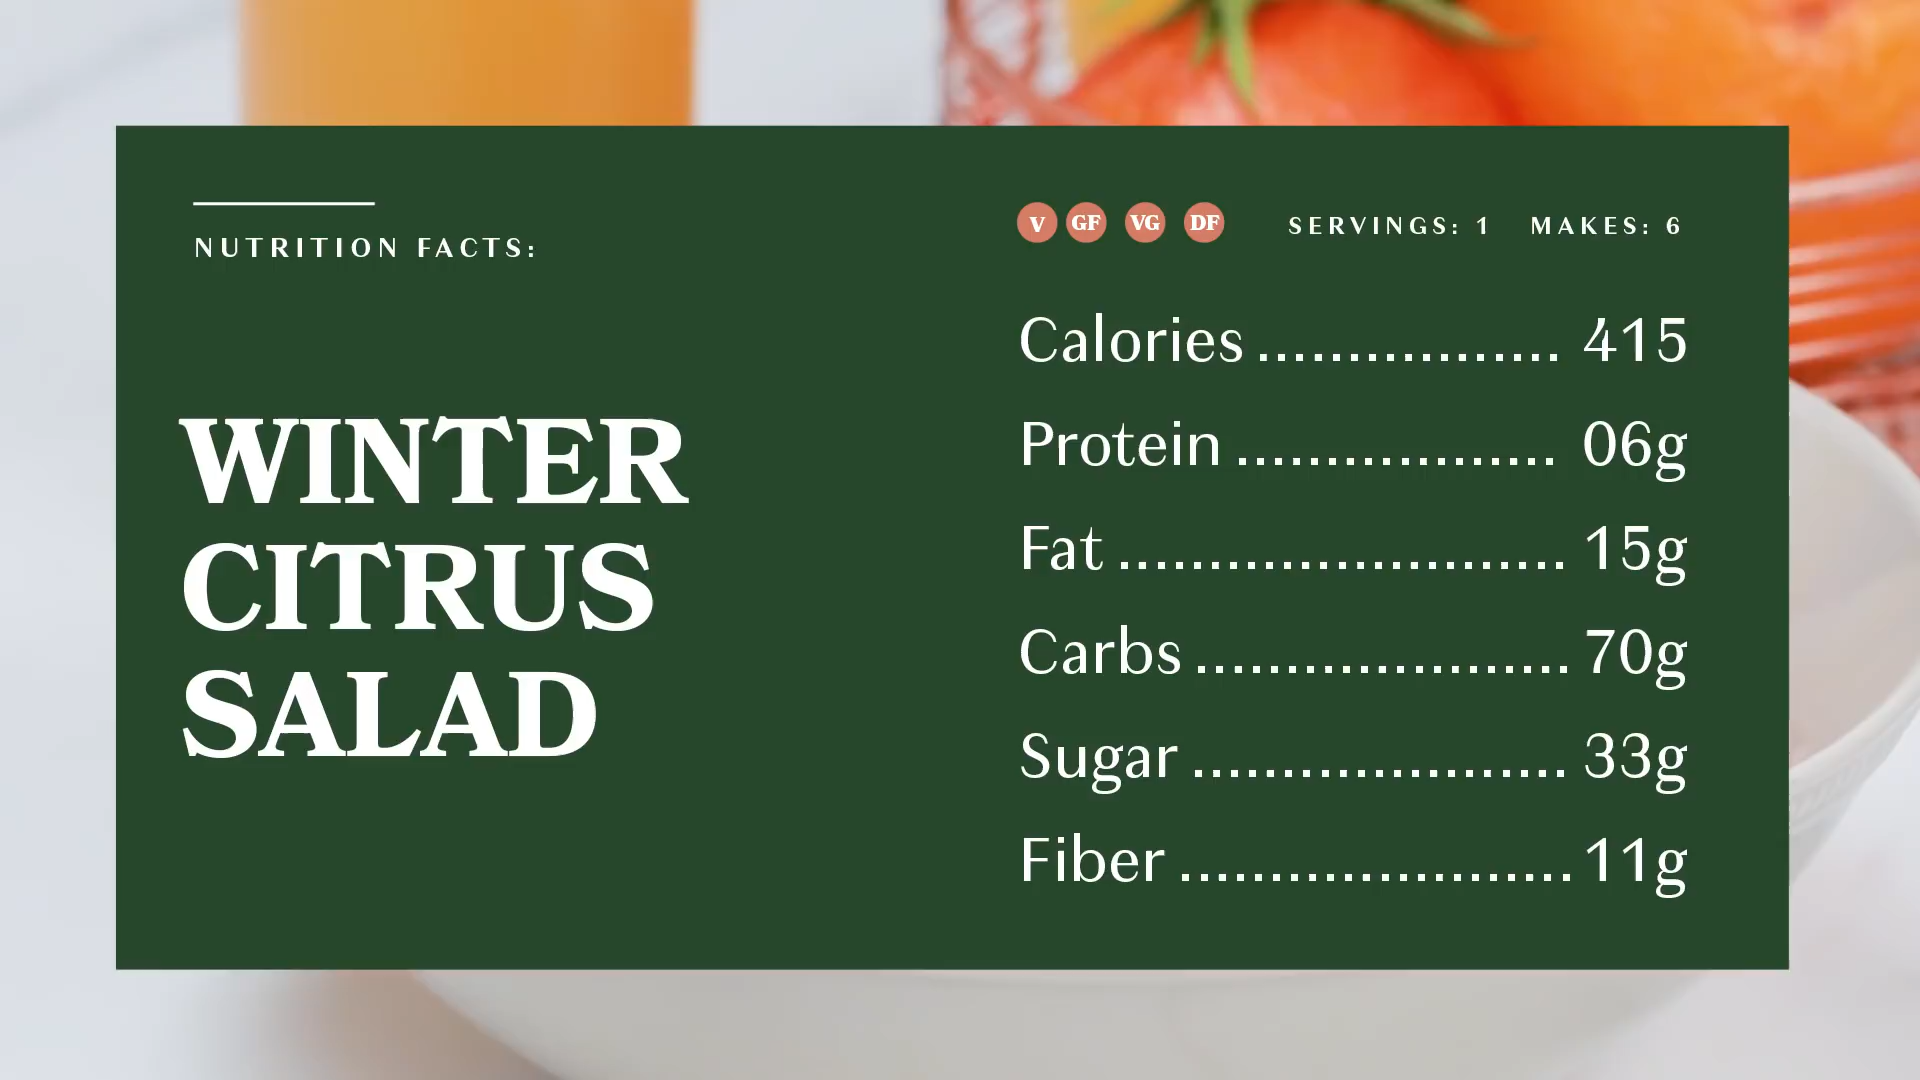 NUTRITION FACTS:
WINTER
CITRUS
SALAD
V GF VG DF SERVINGS: 1 MAKES: 6
Calories ................. 415
Protein .................. 06g
Fat ......................... 15g
Carbs ..................... 70g
Sugar ..................... 33g
Fiber ...................... 11g